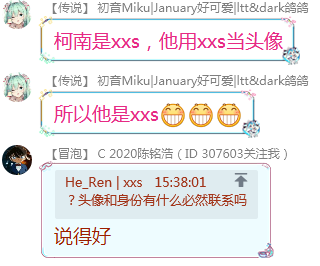 【传说】初音Miku|January好可爱|ltt&dark鸽鸽
柯南是xxs，他用xxs当头像
【传说】初音Miku|January好可爱|ltt&dark鸽鸽
所以他是xxs😁😁😁
【冒泡】C 2020陈铭浩（ID 307603关注我）
He_Ren | xxs 15:38:01
？头像和身份有什么必然联系吗
说得好